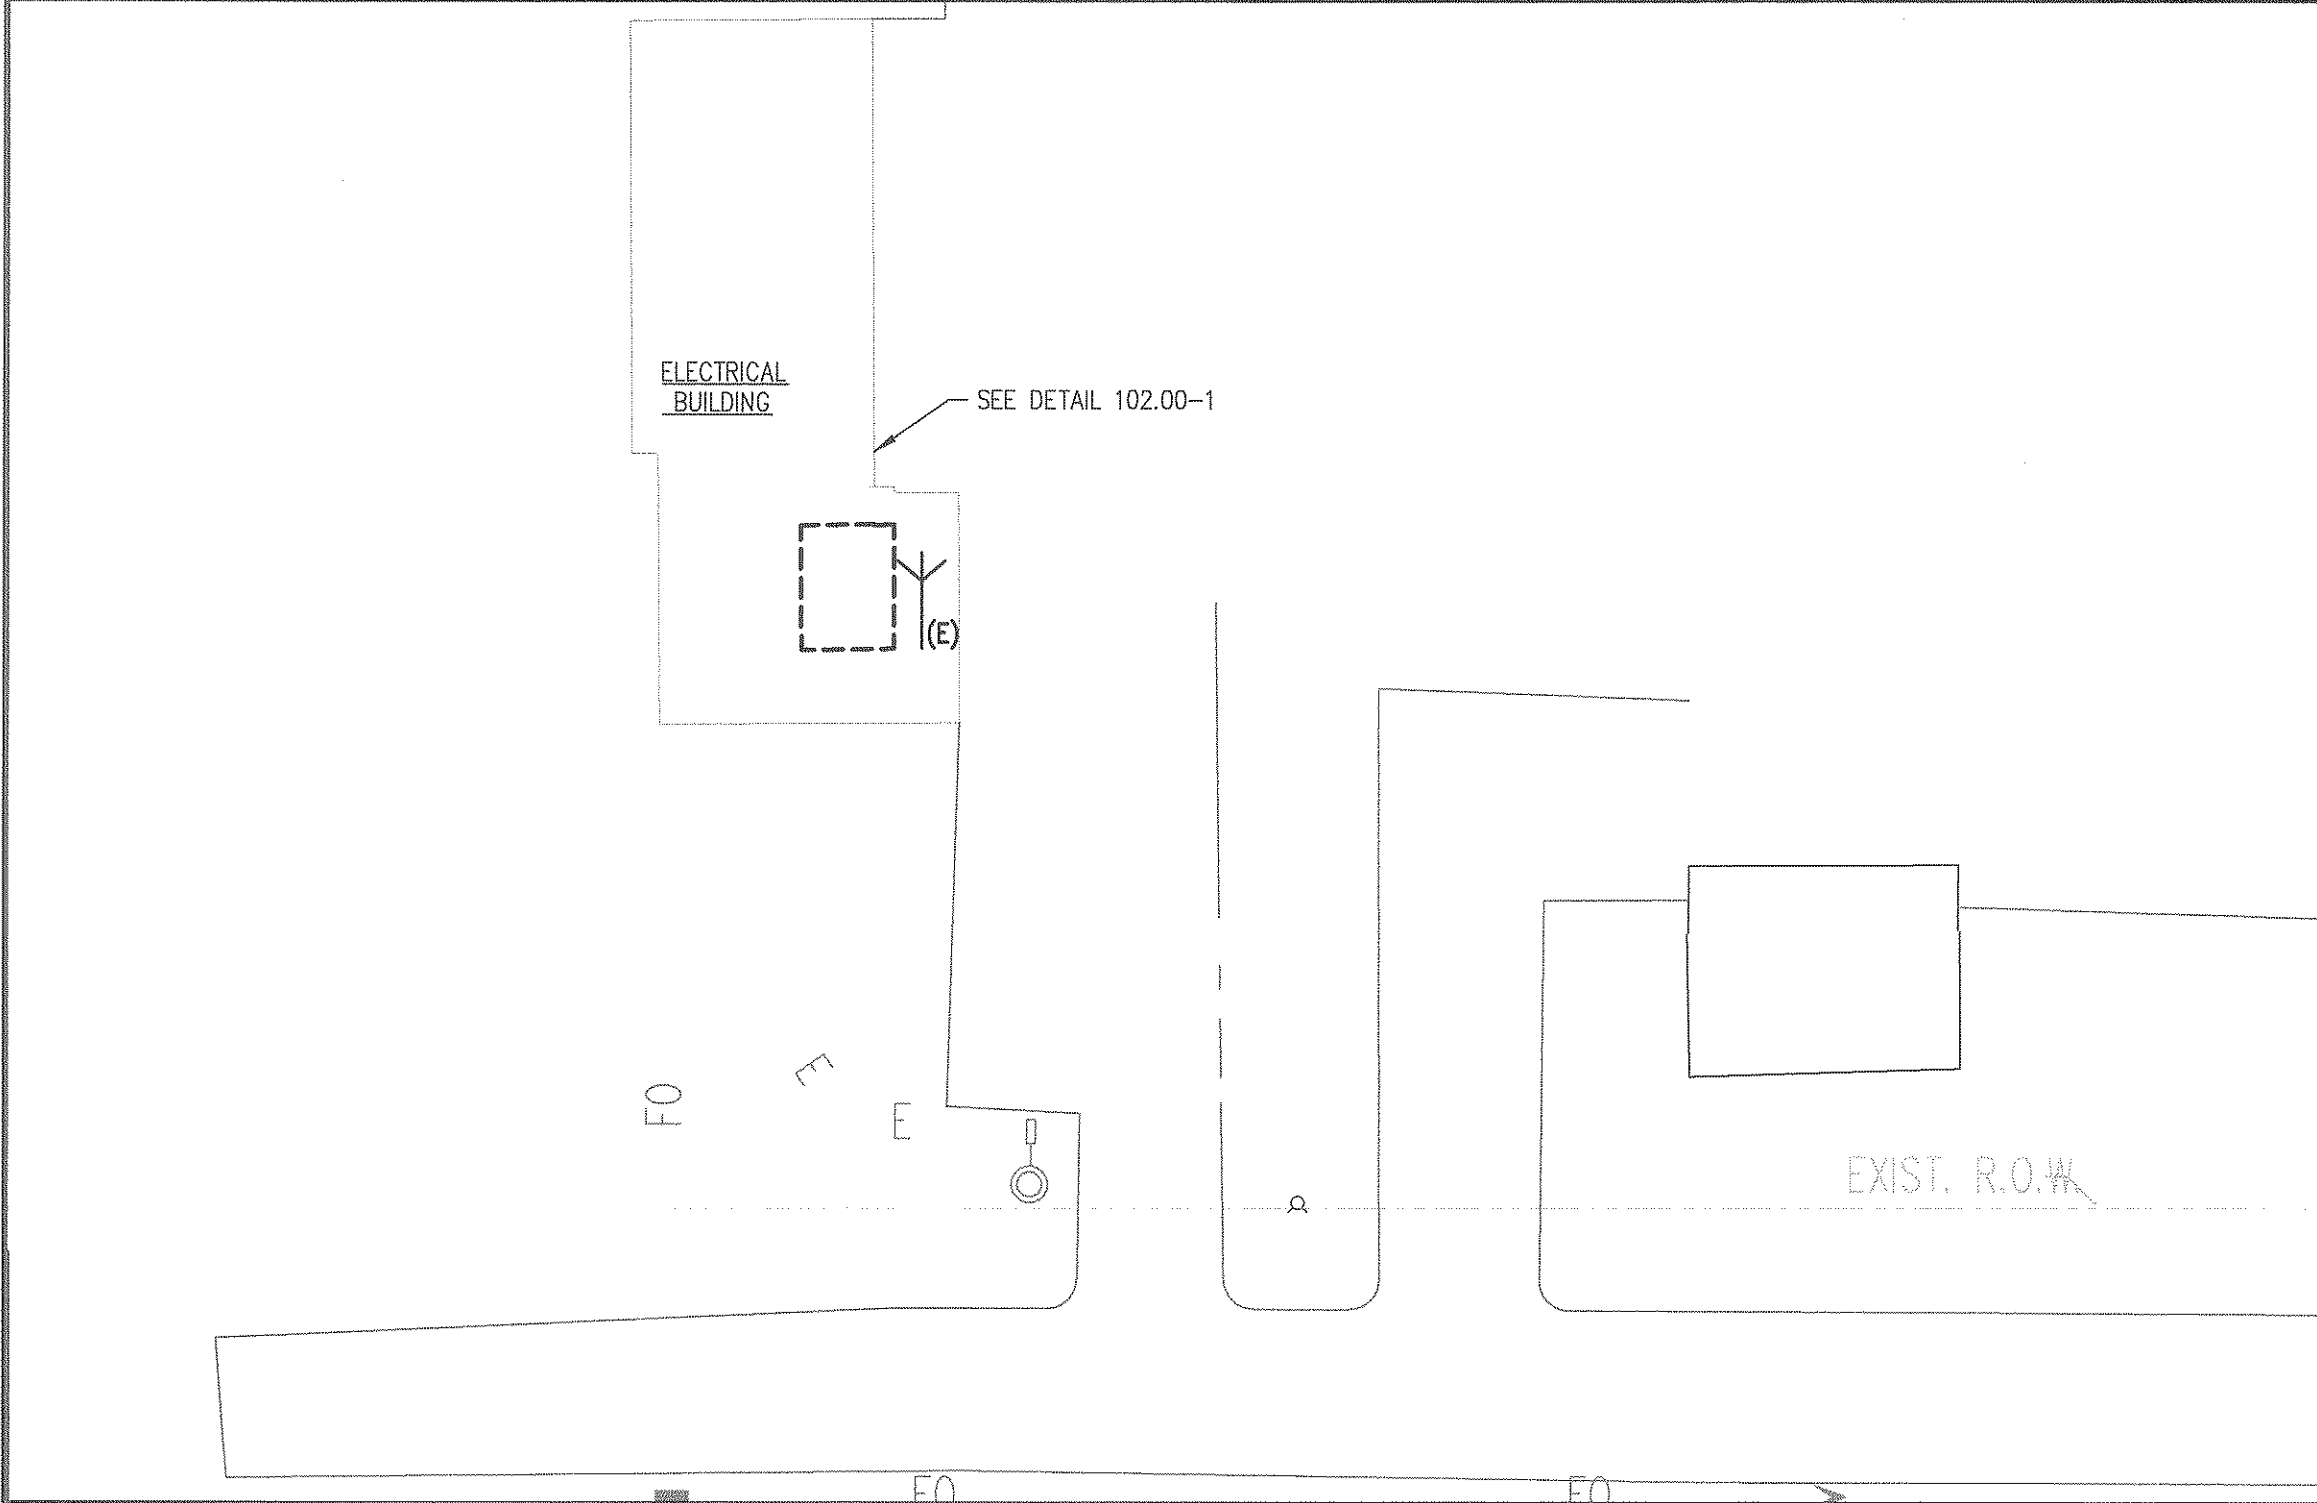 ELECTRICAL
BUILDING
SEE DETAIL 102.00-1
(E)
E
FO
E
EXIST. R.O.W.
FO
FO